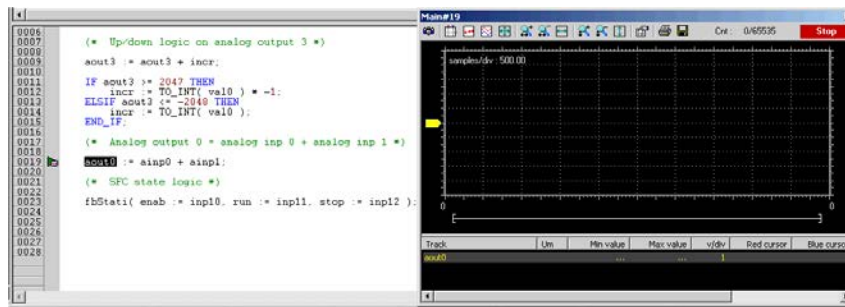 0006
0007 (* Up/down logic on analog output 3 *)
0008
0009 aout3 := aout3 + incr;
0010
0011 IF aout3 >= 2047 THEN
0012 incr := TO_INT( val0 ) * -1;
0013 ELSIF aout3 <= -2048 THEN
0014 incr := TO_INT( val0 );
0015 END_IF;
0016
0017 (* Analog output 0 = analog inp 0 + analog inp 1 *)
0018
0019 aout0 := ainp0 + ainp1;
0020
0021 (* SFC state logic *)
0022
0023 fbStati( enab := inp10, run := inp11, stop := inp12 );
0024
0025
0026
0027
0028
Main#19
Cnt: 0/65535 Stop
samples/div : 500.00
0 0
Track Um Min value Max value v/div Red cursor Blue curso
aout0 ... ... 1